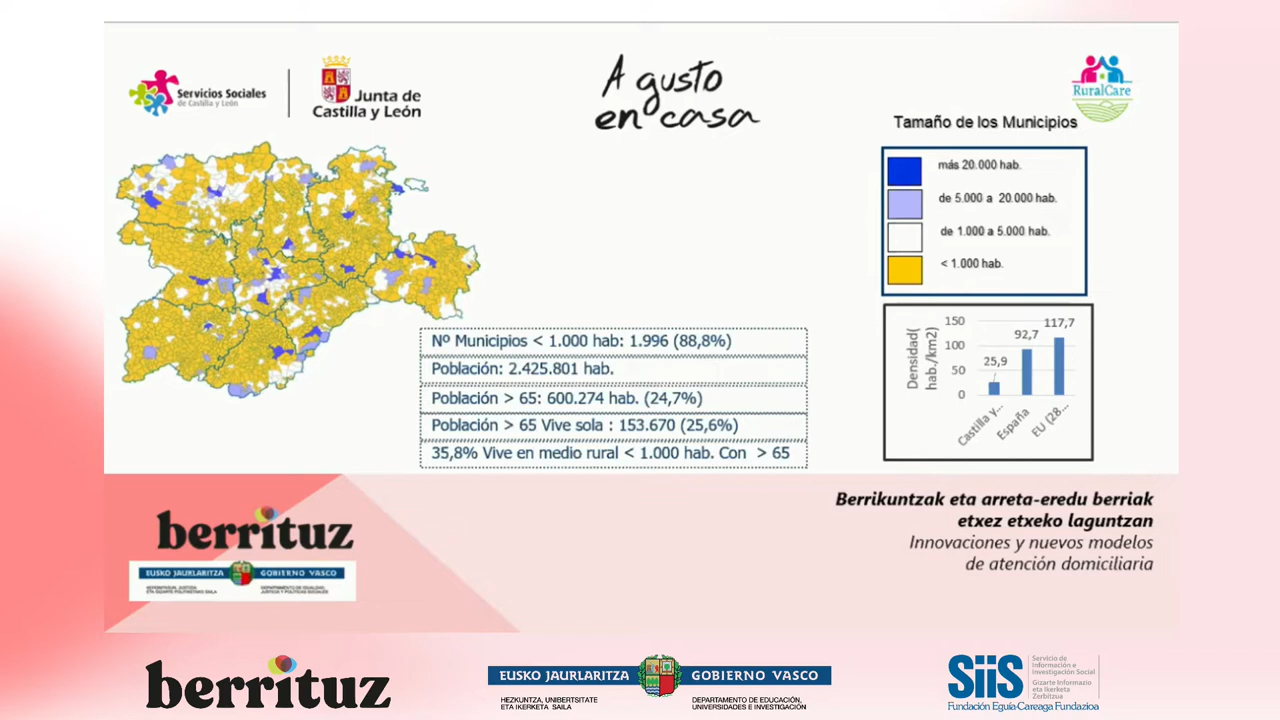 Servicios Sociales
de Castilla y León
Junta de
Castilla y León
A gusto
en casa
RuralCare
Tamaño de los Municipios
más 20.000 hab.
de 5.000 a 20.000 hab.
de 1.000 a 5.000 hab.
< 1.000 hab.
Nº Municipios < 1.000 hab: 1.996 (88,8%)
Población: 2.425.801 hab.
Población > 65: 600.274 hab. (24,7%)
Población > 65 Vive sola : 153.670 (25,6%)
35,8% Vive en medio rural < 1.000 hab. Con > 65
Densidad(
hab./km2)
150
100
50
0
25,9
92,7
117,7
Castilla y...
España
EU (28...
berrituz
EUSKO JAURLARITZA
GOBIERNO VASCO
Berrikuntzak eta arreta-eredu berriak
etxez etxeko laguntzan
Innovaciones y nuevos modelos
de atención domiciliaria
berrituz
EUSKO JAURLARITZA
GOBIERNO VASCO
HEZKUNTZA, UNIBERTSITATE
ETA IKERKETA SAILA
DEPARTAMENTO DE EDUCACIÓN,
UNIVERSIDADES E INVESTIGACIÓN
SiiS
Servicio de
Información e
Investigación Social
Gizarte Informazio
eta Ikerketa
Zerbitzua
Fundación Eguía-Careaga Fundazioa